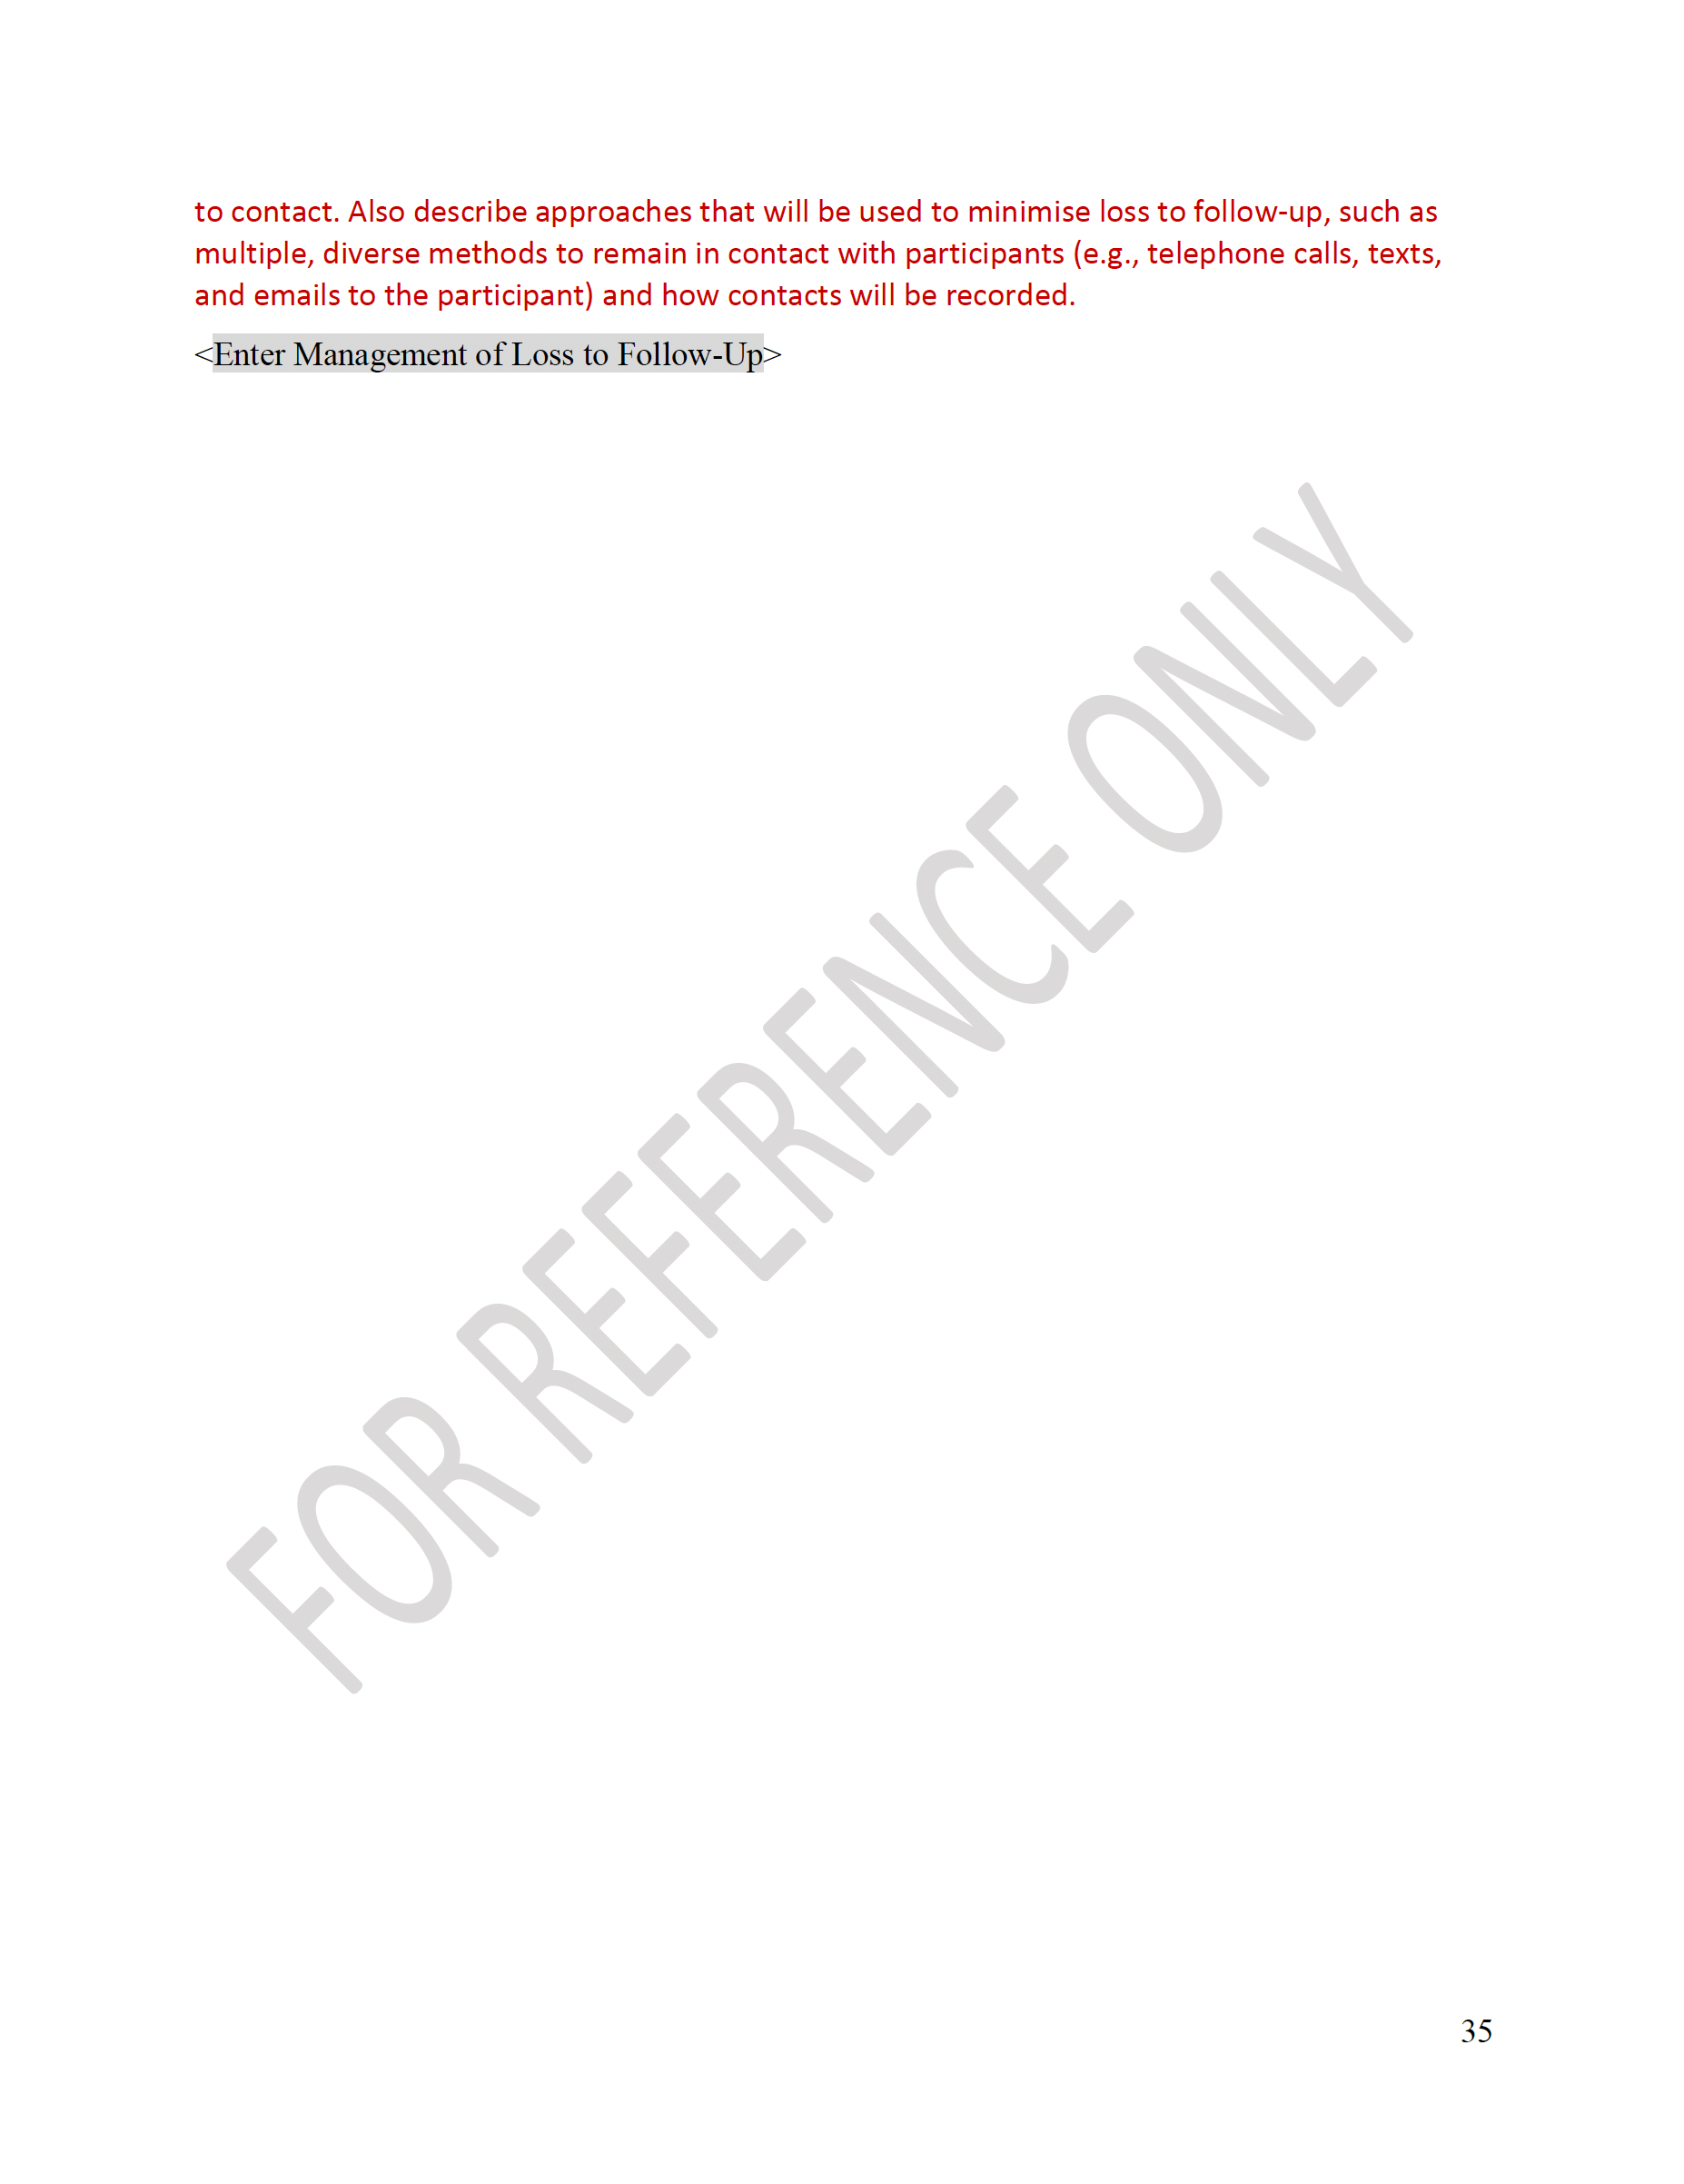 to contact. Also describe approaches that will be used to minimise loss to follow-up, such as
multiple, diverse methods to remain in contact with participants (e.g., telephone calls, texts,
and emails to the participant) and how contacts will be recorded.
<Enter Management of Loss to Follow-Up>
FOR REFERENCE ONLY
35